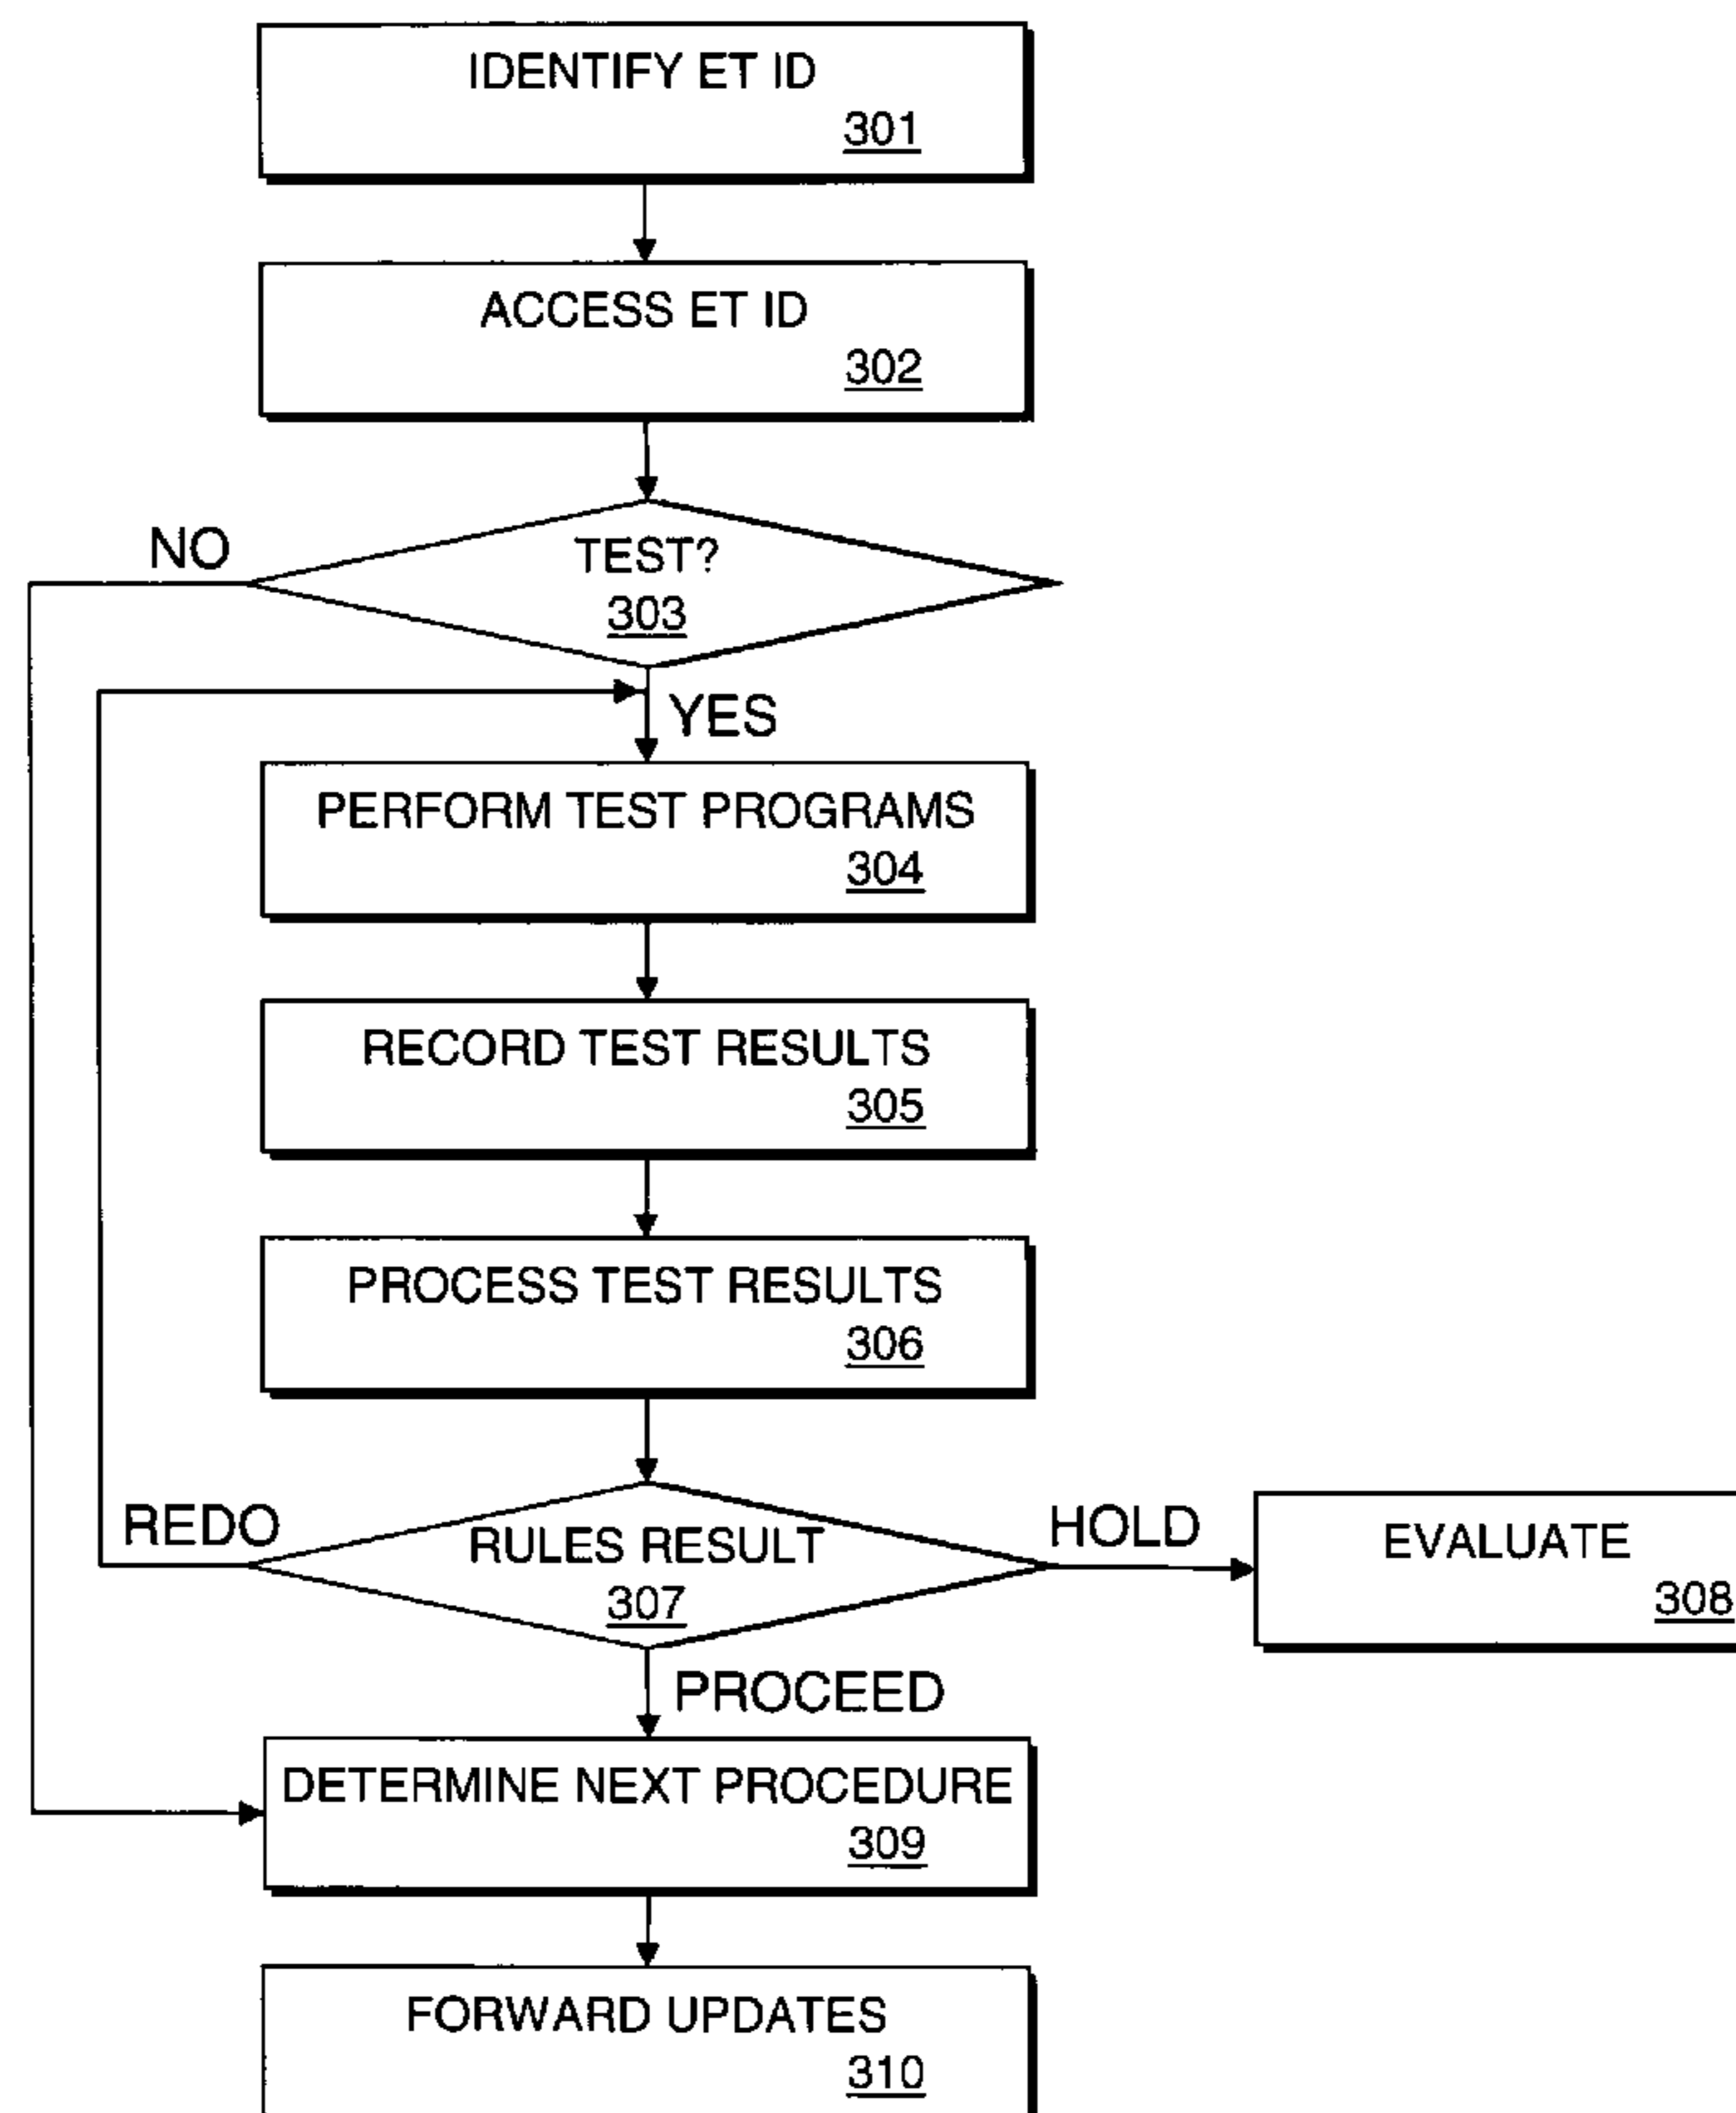 IDENTIFY ET ID
301
ACCESS ET ID
302
NO
TEST?
303
YES
PERFORM TEST PROGRAMS
304
RECORD TEST RESULTS
305
PROCESS TEST RESULTS
306
REDO
RULES RESULT
307
HOLD
EVALUATE
308
PROCEED
DETERMINE NEXT PROCEDURE
309
FORWARD UPDATES
310